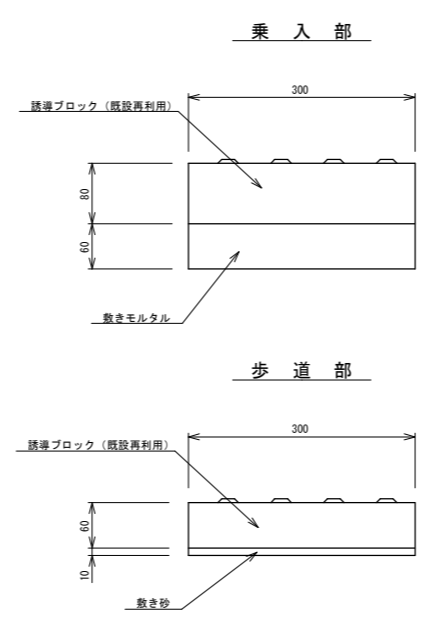 乗入部
300
誘導ブロック（既設再利用）
80
60
敷きモルタル
歩道部
300
誘導ブロック（既設再利用）
60
10
敷き砂